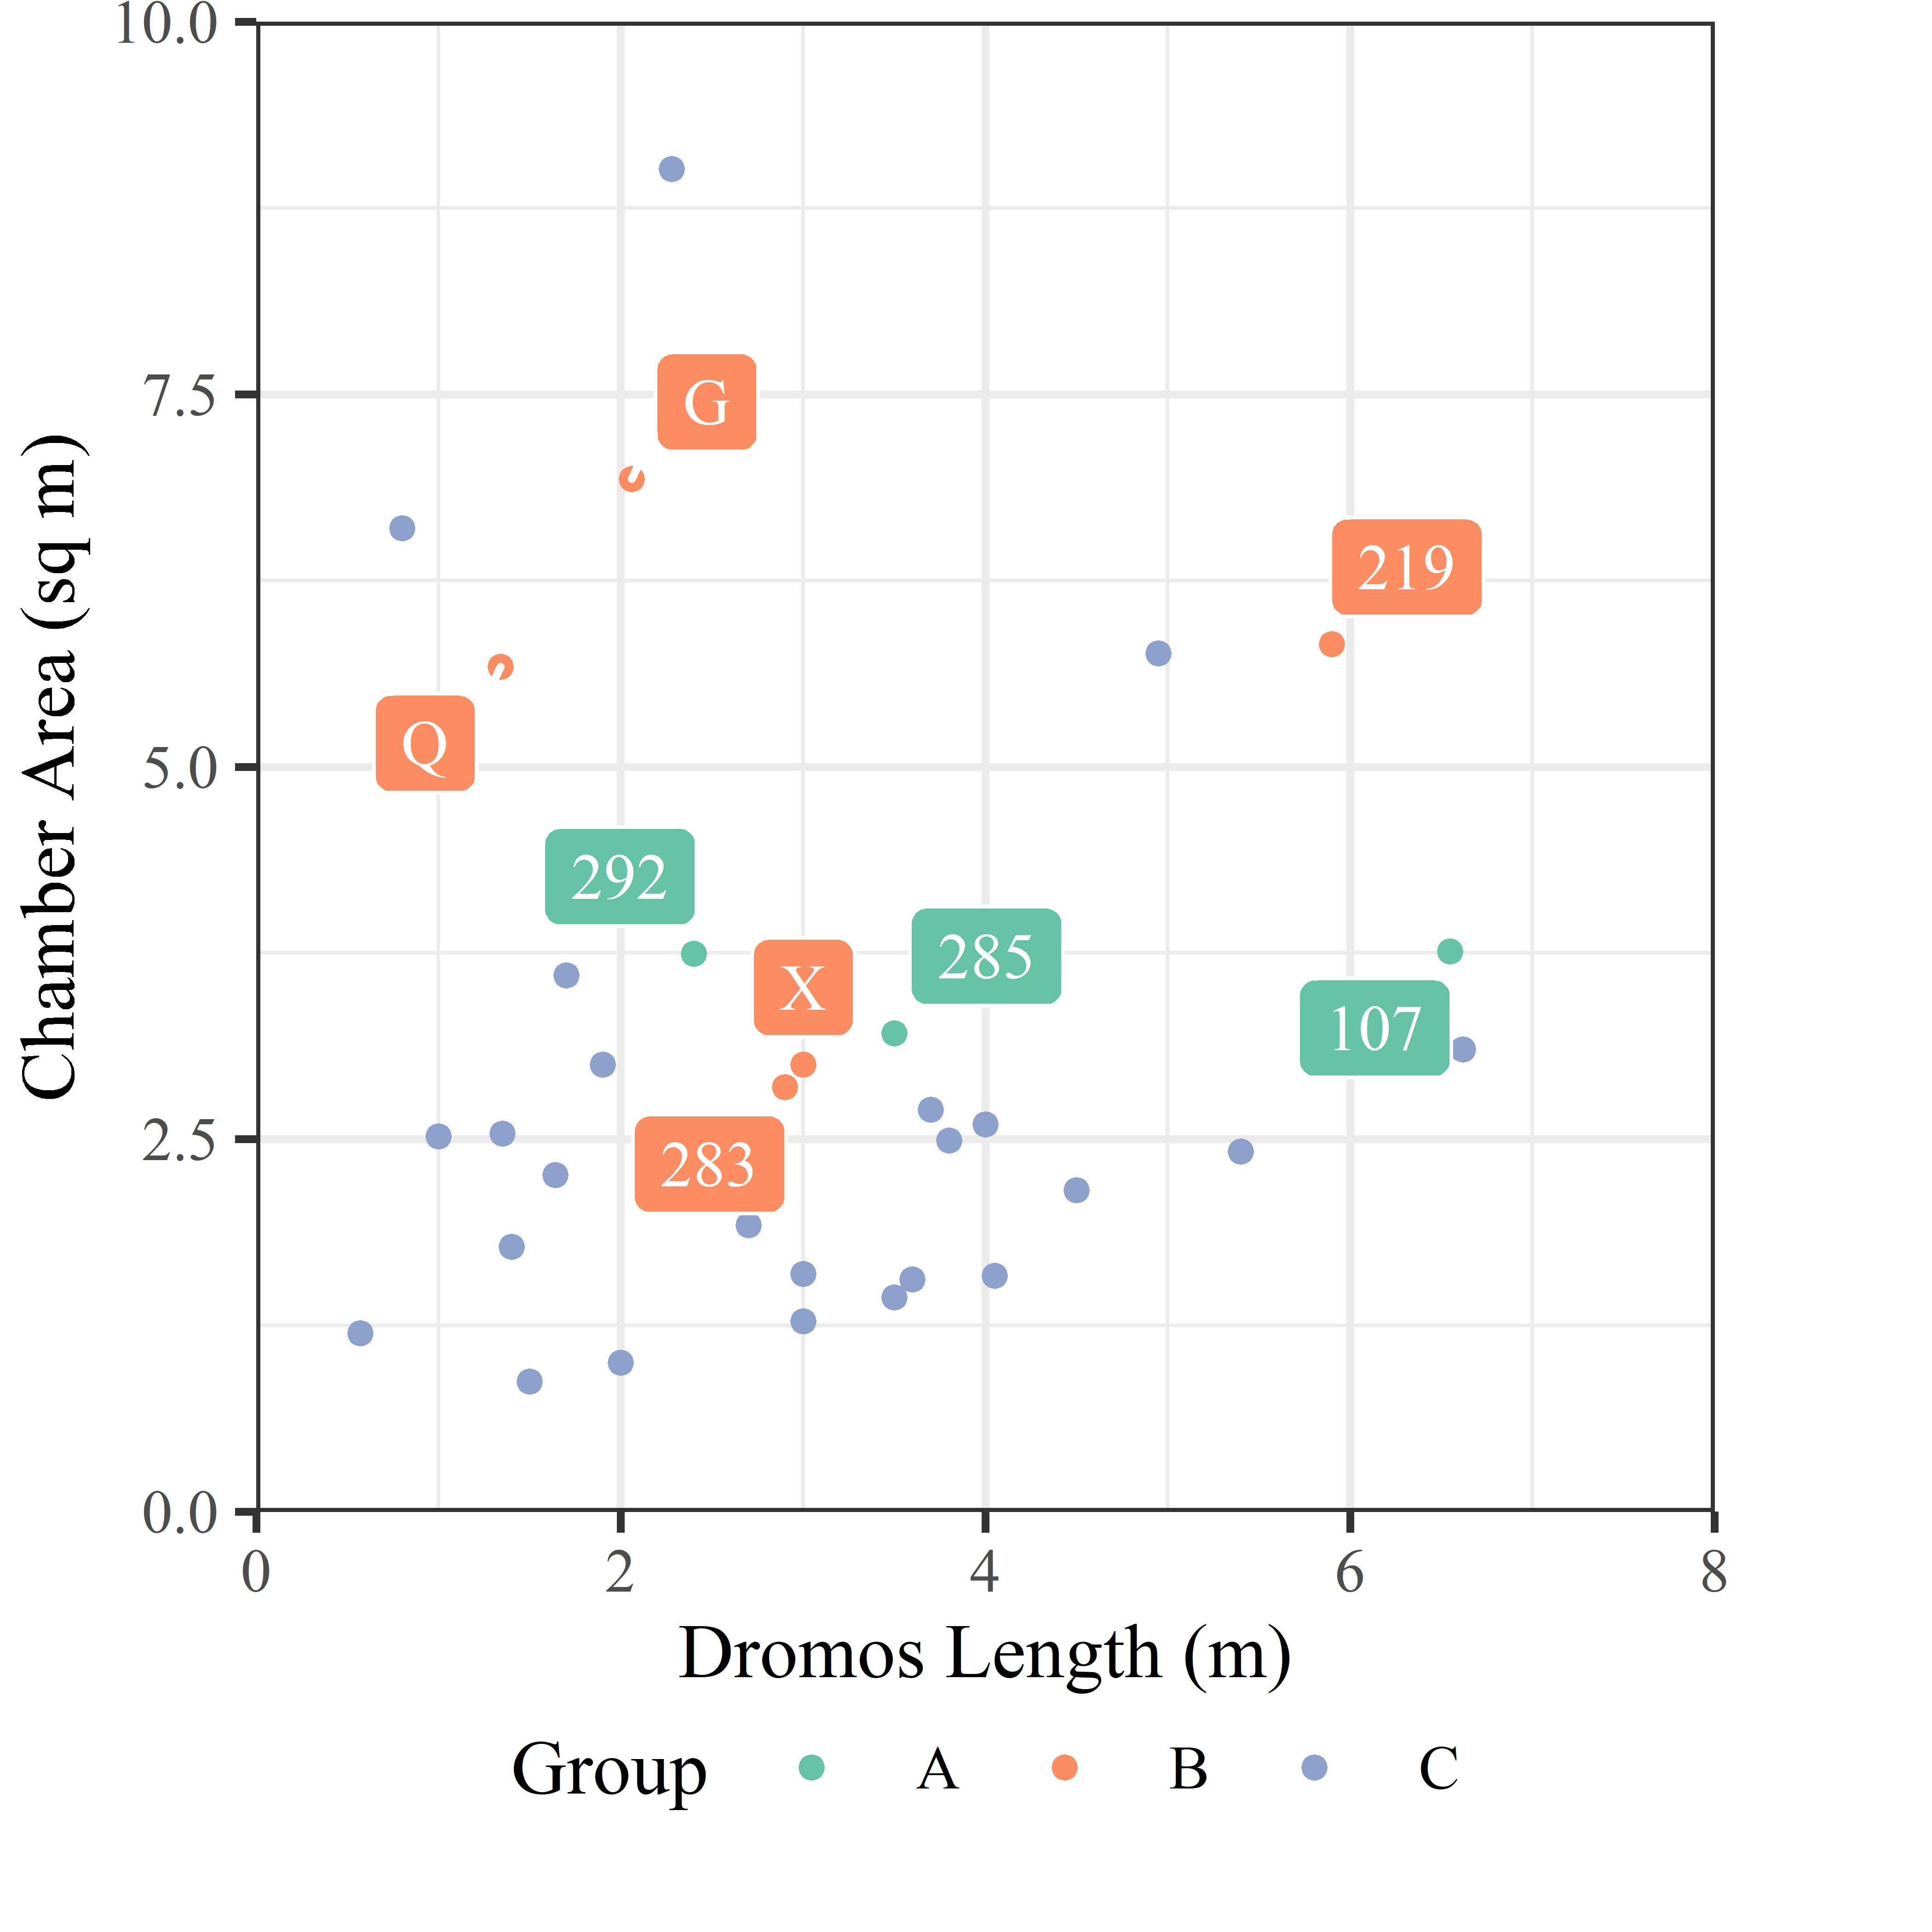 10.0
7.5
5.0
2.5
0.0
Chamber Area (sq m)
G
219
Q
292
285
X
107
283
0 2 4 6 8
Dromos Length (m)
Group A B C